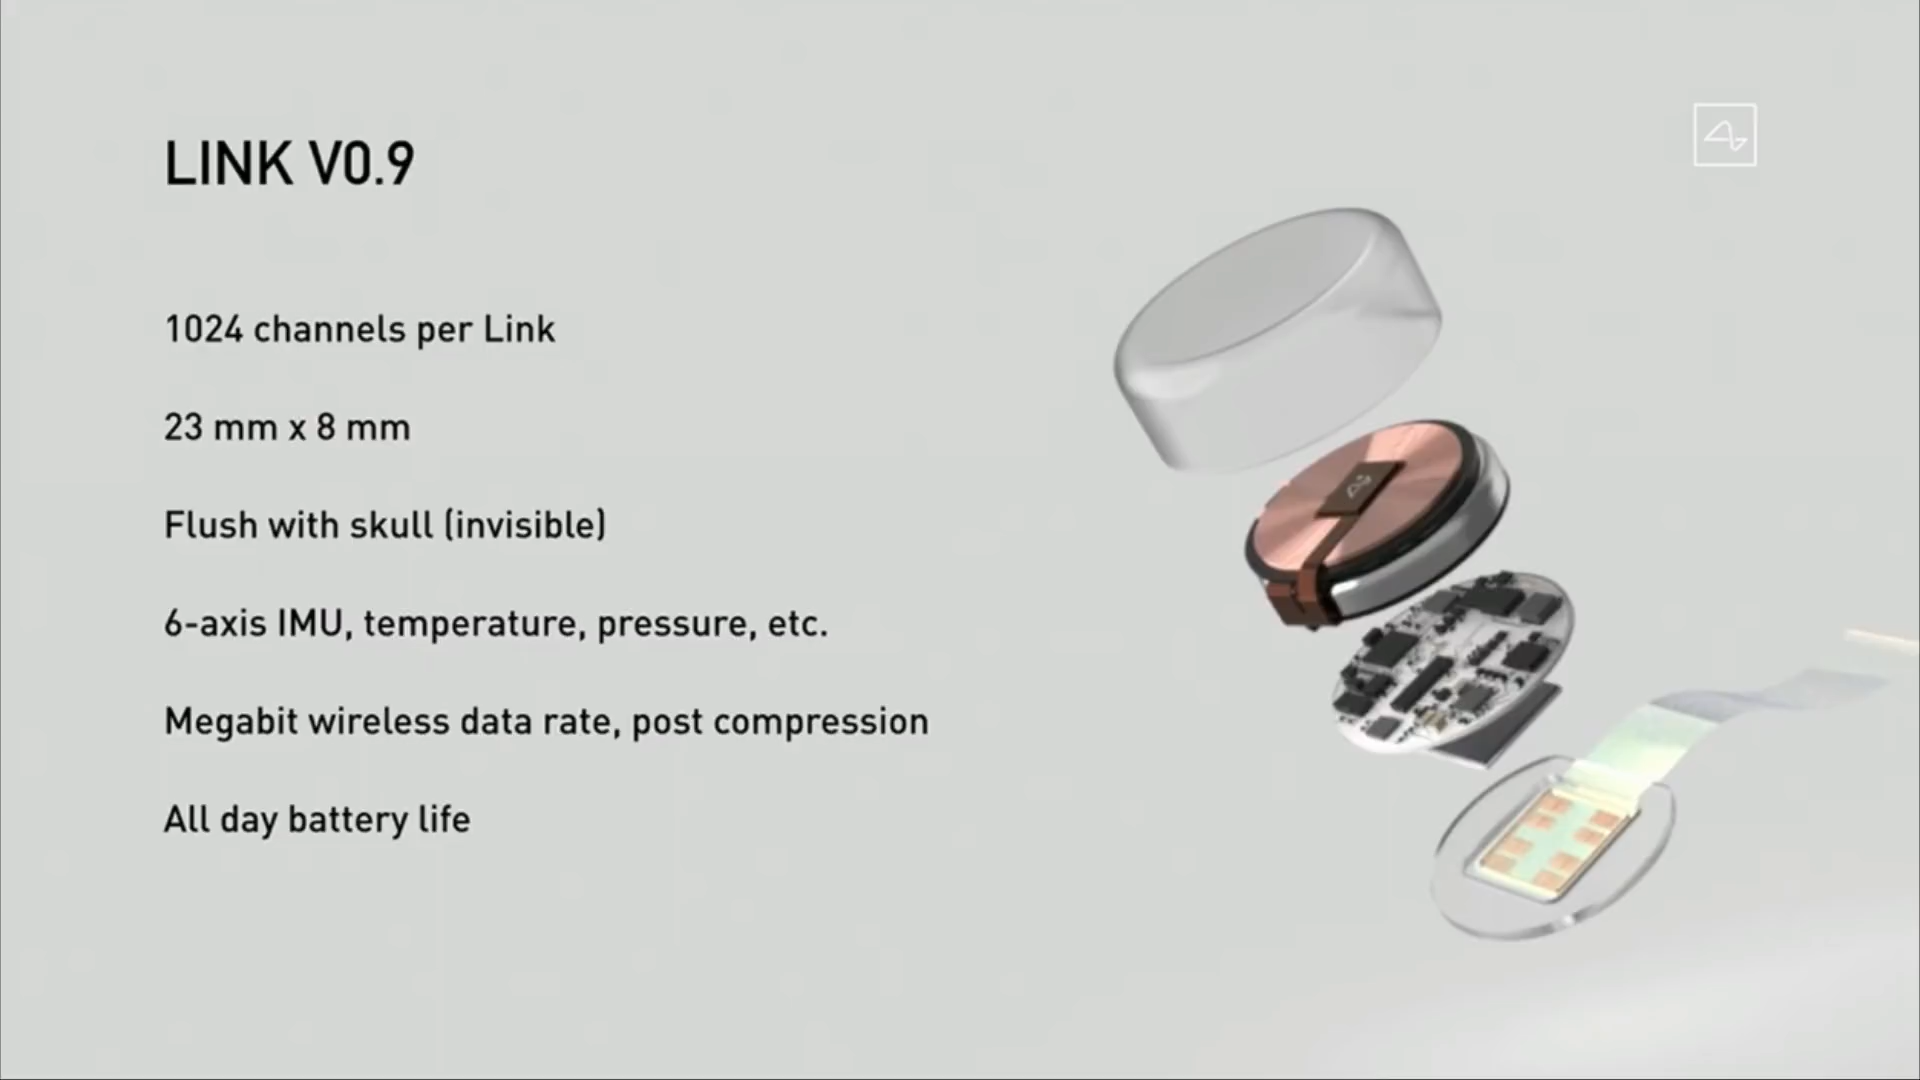 LINK V0.9
1024 channels per Link
23 mm x 8 mm
Flush with skull (invisible)
6-axis IMU, temperature, pressure, etc.
Megabit wireless data rate, post compression
All day battery life